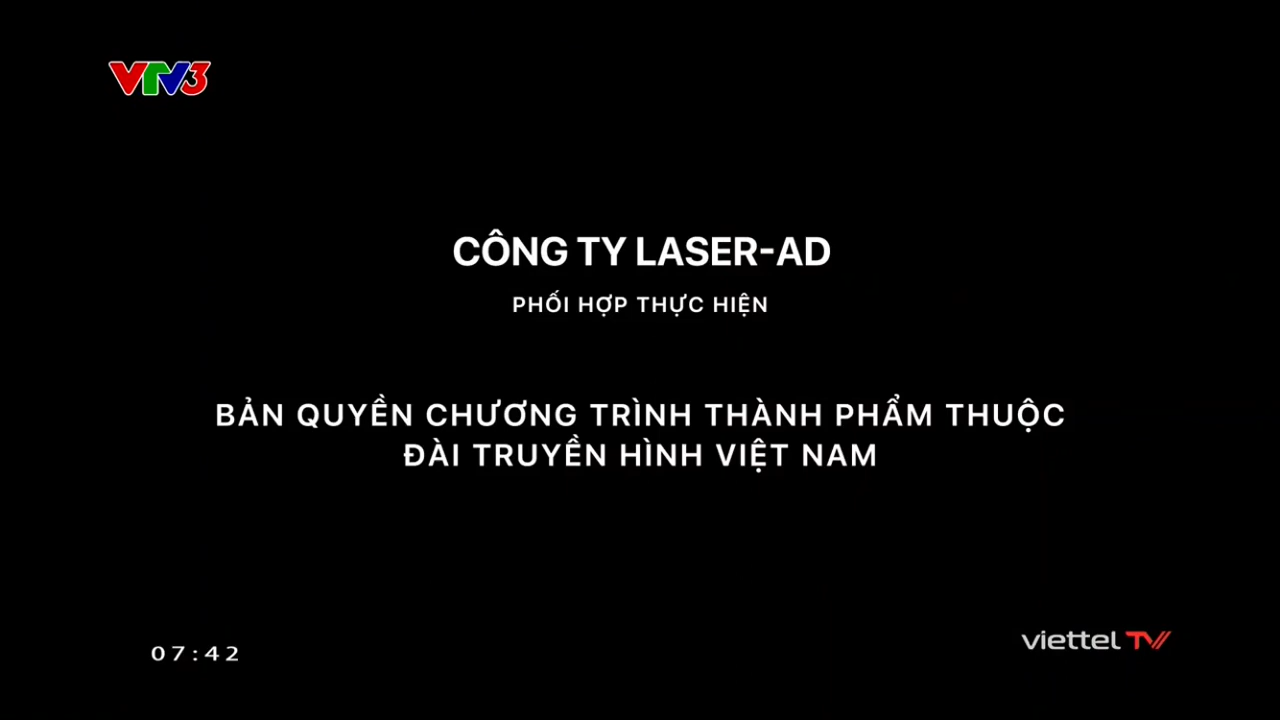 VTV3
CÔNG TY LASER-AD
PHỐI HỢP THỰC HIỆN
BẢN QUYỀN CHƯƠNG TRÌNH THÀNH PHẨM THUỘC
ĐÀI TRUYỀN HÌNH VIỆT NAM
07:42
viettel TV